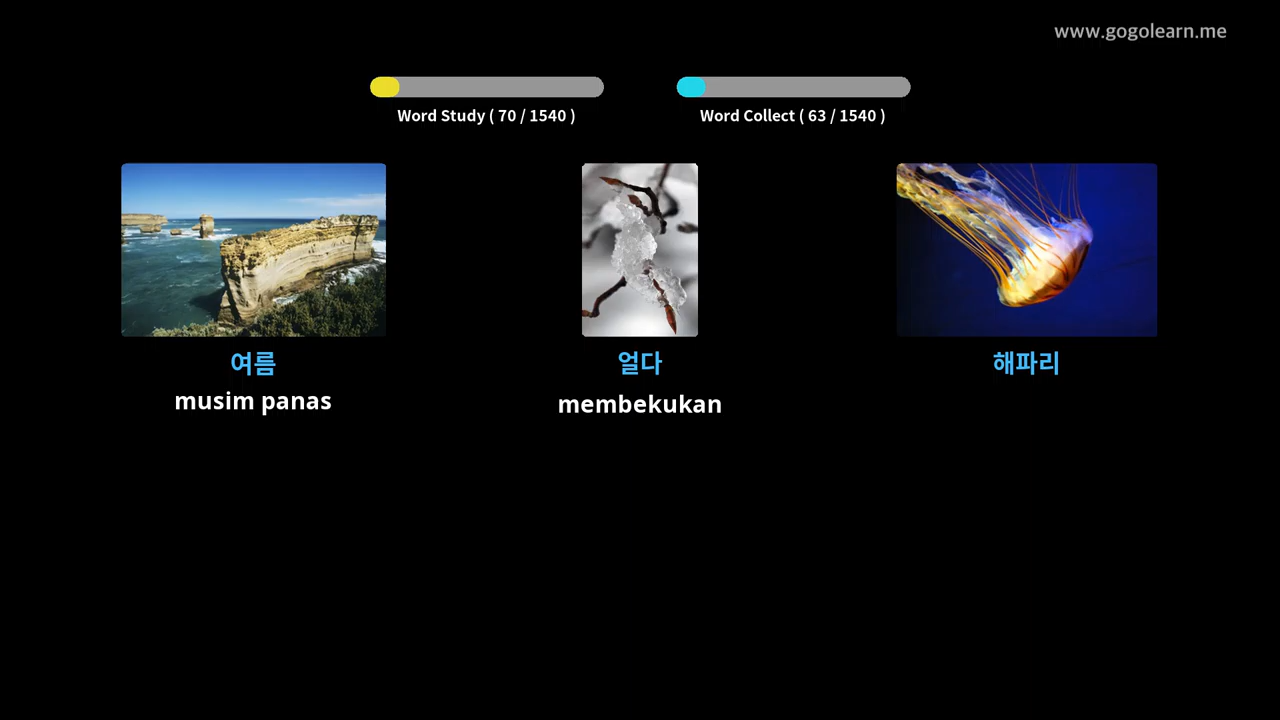 www.gogolearn.me
Word Study ( 70 / 1540 )
Word Collect ( 63 / 1540 )
여름
얼다
해파리
musim panas
membekukan